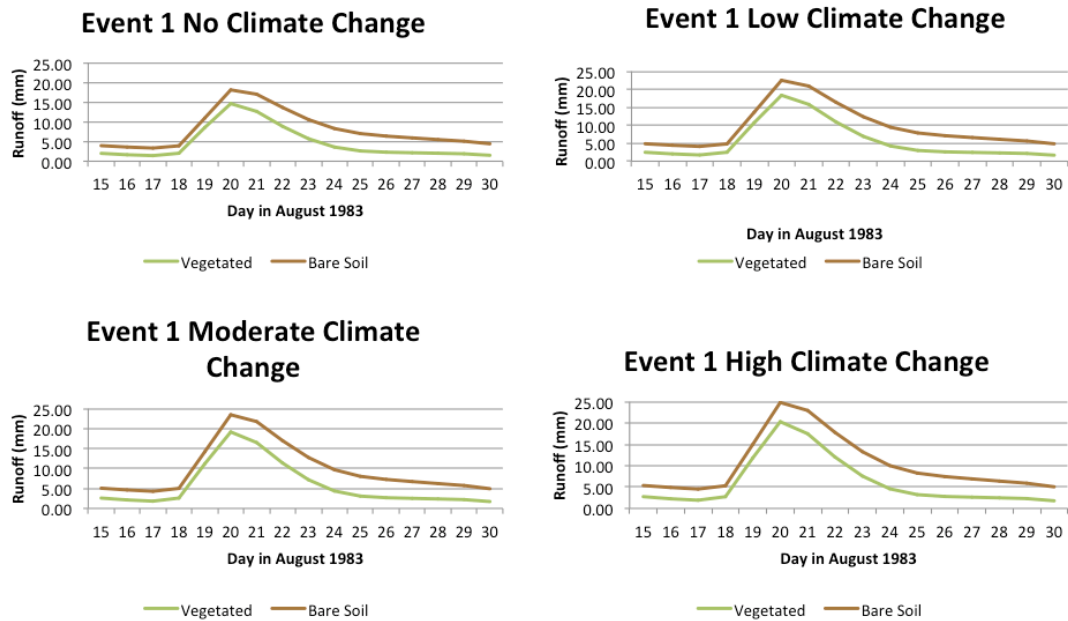 Event 1 No Climate Change
Runoff (mm)
25.00
20.00
15.00
10.00
5.00
0.00
15 16 17 18 19 20 21 22 23 24 25 26 27 28 29 30
Day in August 1983
Vegetated Bare Soil
Event 1 Low Climate Change
Runoff (mm)
25.00
20.00
15.00
10.00
5.00
0.00
15 16 17 18 19 20 21 22 23 24 25 26 27 28 29 30
Day in August 1983
Vegetated Bare Soil
Event 1 Moderate Climate
Change
Runoff (mm)
25.00
20.00
15.00
10.00
5.00
0.00
15 16 17 18 19 20 21 22 23 24 25 26 27 28 29 30
Day in August 1983
Vegetated Bare Soil
Event 1 High Climate Change
Runoff (mm)
25.00
20.00
15.00
10.00
5.00
0.00
15 16 17 18 19 20 21 22 23 24 25 26 27 28 29 30
Day in August 1983
Vegetated Bare Soil